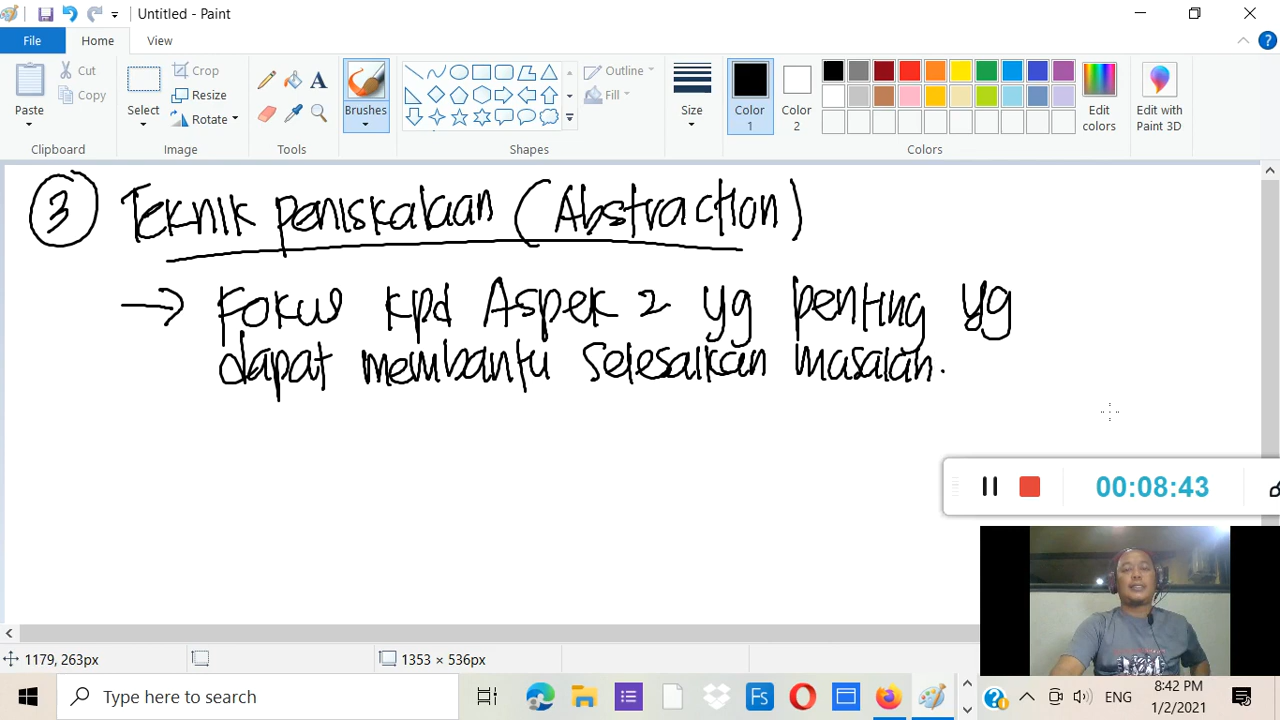 Untitled - Paint
File Home View
Paste
Cut
Copy
Clipboard
Select
Crop
Resize
Rotate
Image
Tools
Brushes
Shapes
Outline
Fill
Size
Color 1
Color 2
Colors
Edit colors
Edit with Paint 3D
③ Teknik peniskalaan (Abstraction)
→ Fokus kpd Aspek 2 yg penting yg
dapat membantu selesaikan masalah.
00:08:43
1179, 263px
1353 × 536px
Type here to search
Fs
ENG
8:42 PM
1/2/2021